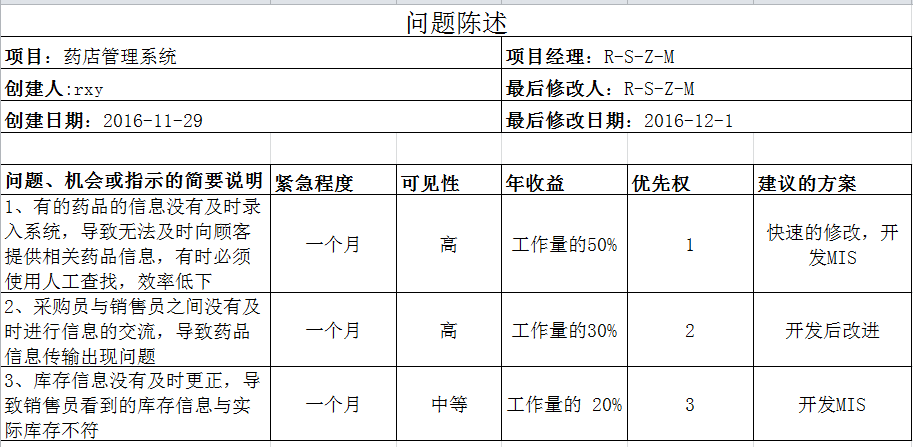 问题陈述
项目：药店管理系统 项目经理：R-S-Z-M
创建人:rxy 最后修改人：R-S-Z-M
创建日期：2016-11-29 最后修改日期：2016-12-1
问题、机会或指示的简要说明 紧急程度 可见性 年收益 优先权 建议的方案
1、有的药品的信息没有及时录
入系统，导致无法及时向顾客
提供相关药品信息，有时必须
使用人工查找，效率低下
一个月 高 工作量的50% 1
快速的修改，开
发MIS
2、采购员与销售员之间没有及
时进行信息的交流，导致药品
信息传输出现问题
一个月 高 工作量的30% 2 开发后改进
3、库存信息没有及时更正，导
致销售员看到的库存信息与实
际库存不符
一个月 中等 工作量的 20% 3 开发MIS